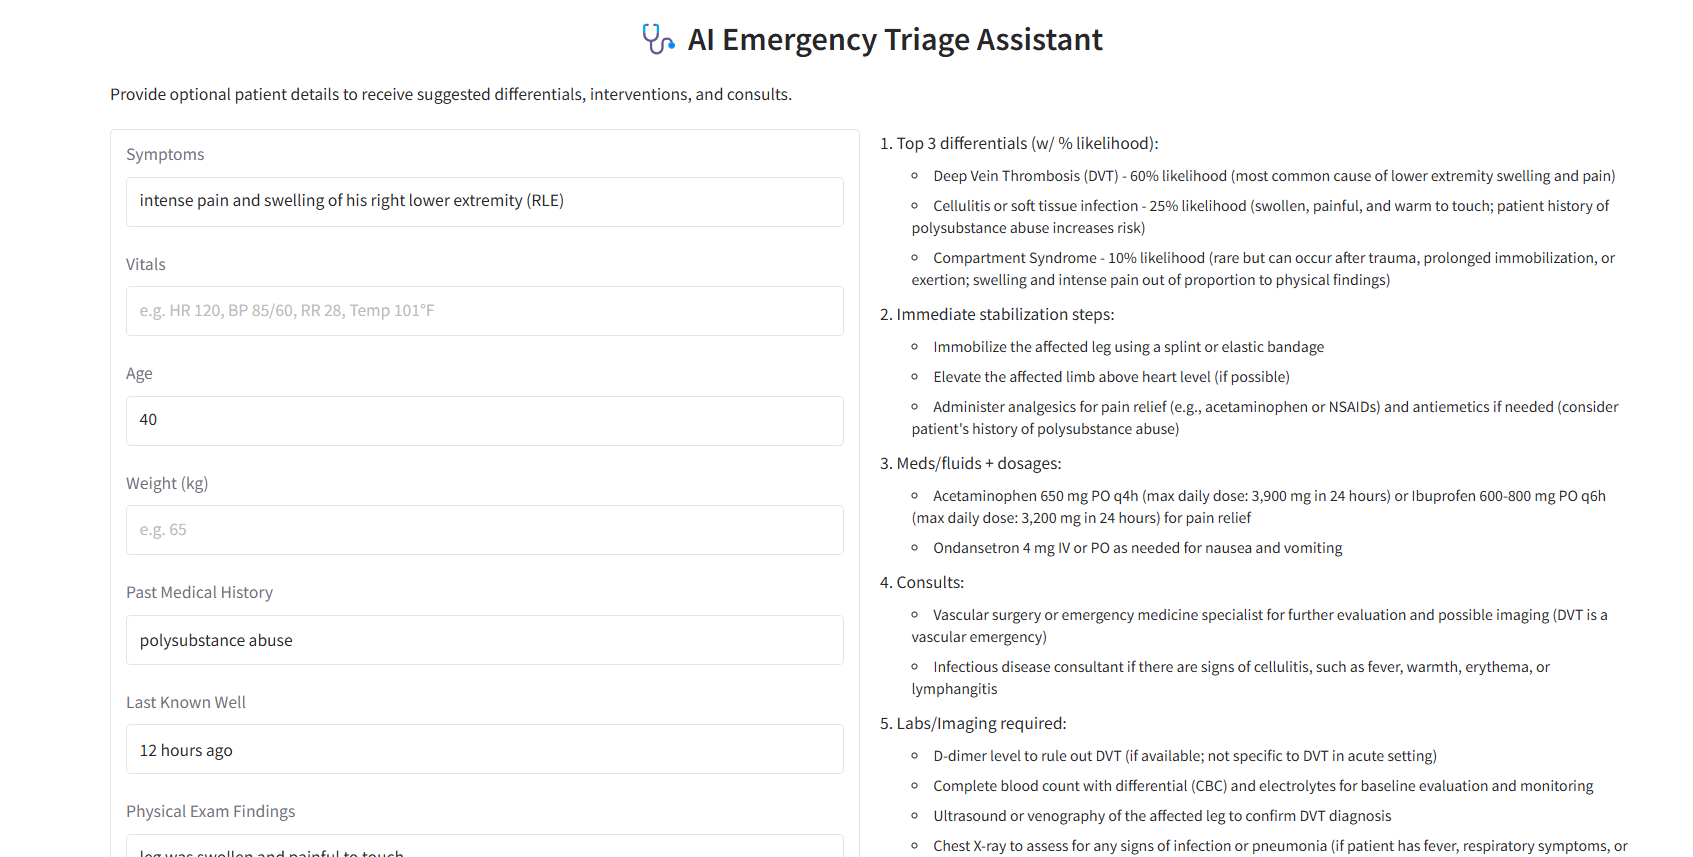 AI Emergency Triage Assistant
Provide optional patient details to receive suggested differentials, interventions, and consults.
Symptoms
intense pain and swelling of his right lower extremity (RLE)
Vitals
e.g. HR 120, BP 85/60, RR 28, Temp 101°F
Age
40
Weight (kg)
e.g. 65
Past Medical History
polysubstance abuse
Last Known Well
12 hours ago
Physical Exam Findings
leg was swollen and painful to touch
1. Top 3 differentials (w/ % likelihood):
Deep Vein Thrombosis (DVT) - 60% likelihood (most common cause of lower extremity swelling and pain)
Cellulitis or soft tissue infection - 25% likelihood (swollen, painful, and warm to touch; patient history of
polysubstance abuse increases risk)
Compartment Syndrome - 10% likelihood (rare but can occur after trauma, prolonged immobilization, or
exertion; swelling and intense pain out of proportion to physical findings)
2. Immediate stabilization steps:
Immobilize the affected leg using a splint or elastic bandage
Elevate the affected limb above heart level (if possible)
Administer analgesics for pain relief (e.g., acetaminophen or NSAIDs) and antiemetics if needed (consider
patient's history of polysubstance abuse)
3. Meds/fluids + dosages:
Acetaminophen 650 mg PO q4h (max daily dose: 3,900 mg in 24 hours) or Ibuprofen 600-800 mg PO q6h
(max daily dose: 3,200 mg in 24 hours) for pain relief
Ondansetron 4 mg IV or PO as needed for nausea and vomiting
4. Consults:
Vascular surgery or emergency medicine specialist for further evaluation and possible imaging (DVT is a
vascular emergency)
Infectious disease consultant if there are signs of cellulitis, such as fever, warmth, erythema, or
lymphangitis
5. Labs/Imaging required:
D-dimer level to rule out DVT (if available; not specific to DVT in acute setting)
Complete blood count with differential (CBC) and electrolytes for baseline evaluation and monitoring
Ultrasound or venography of the affected leg to confirm DVT diagnosis
Chest X-ray to assess for any signs of infection or pneumonia (if patient has fever, respiratory symptoms, or